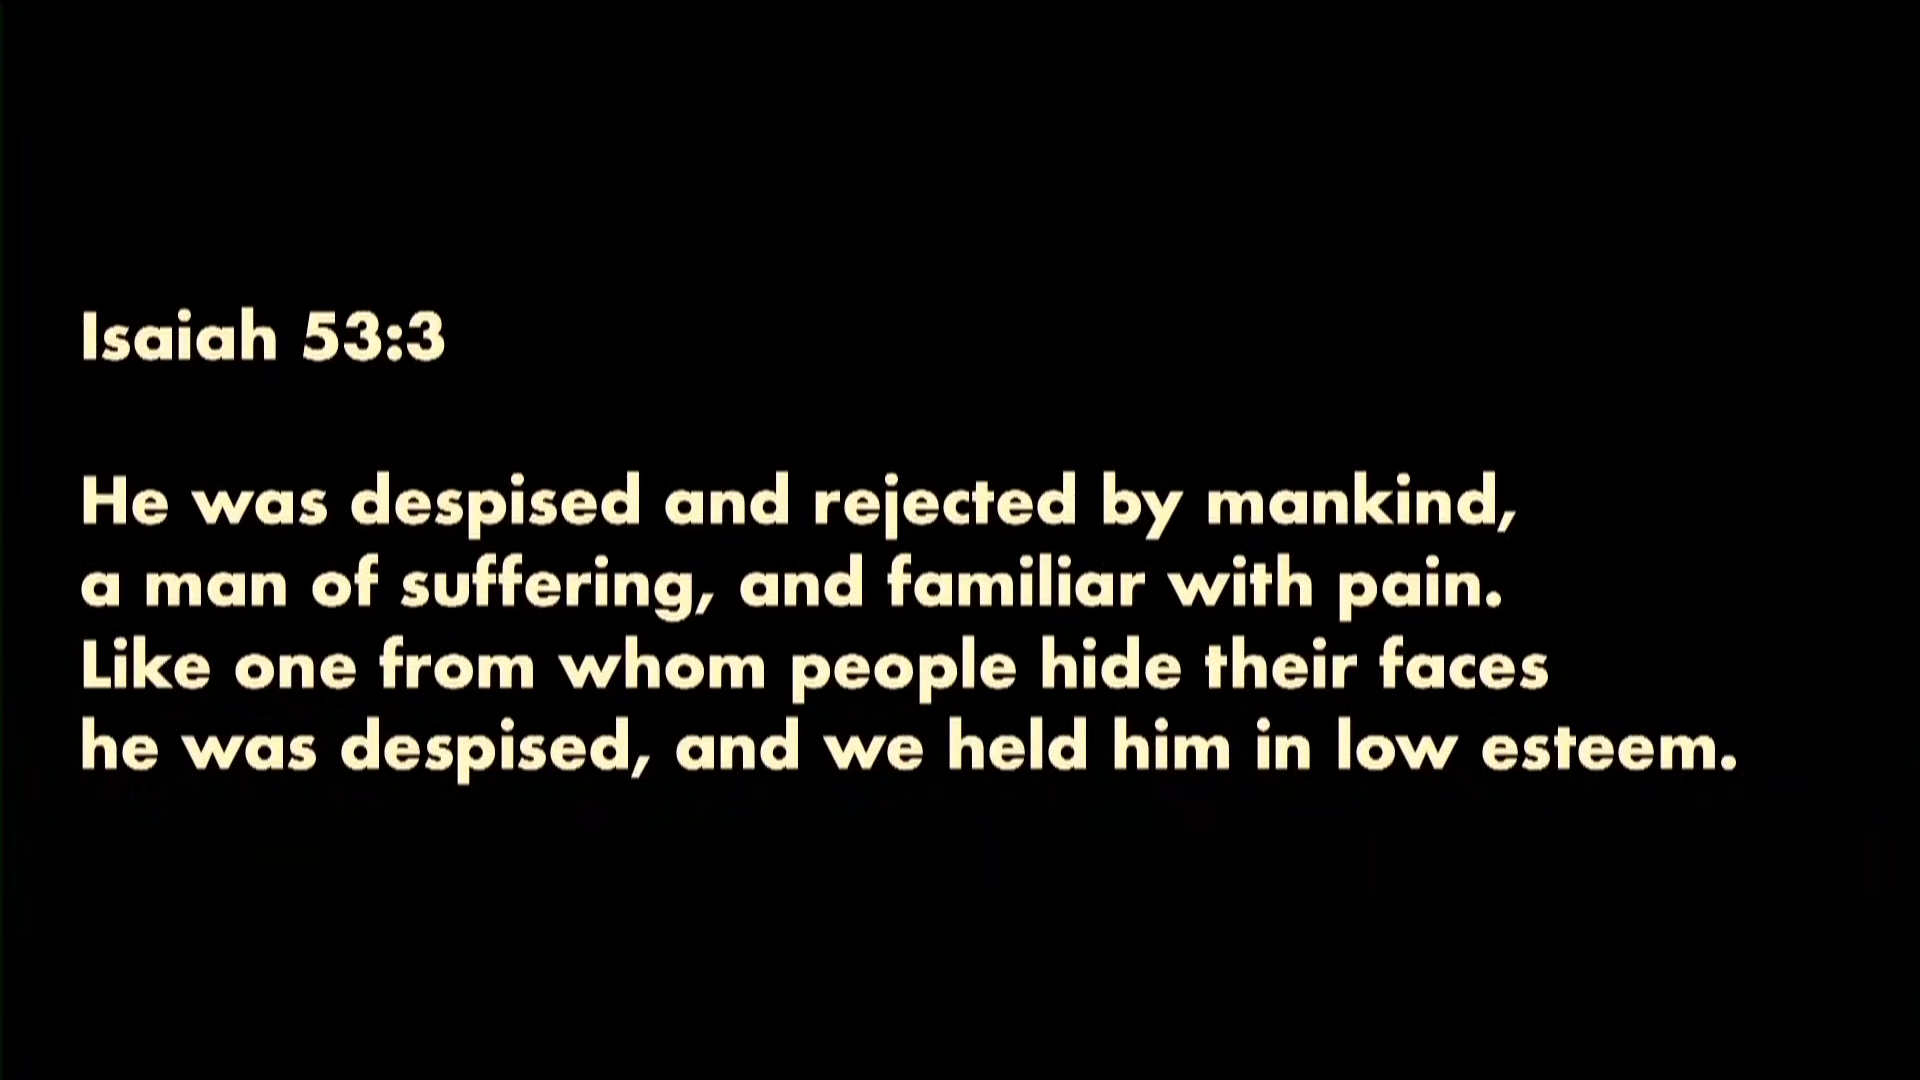 Isaiah 53:3
He was despised and rejected by mankind,
a man of suffering, and familiar with pain.
Like one from whom people hide their faces
he was despised, and we held him in low esteem.